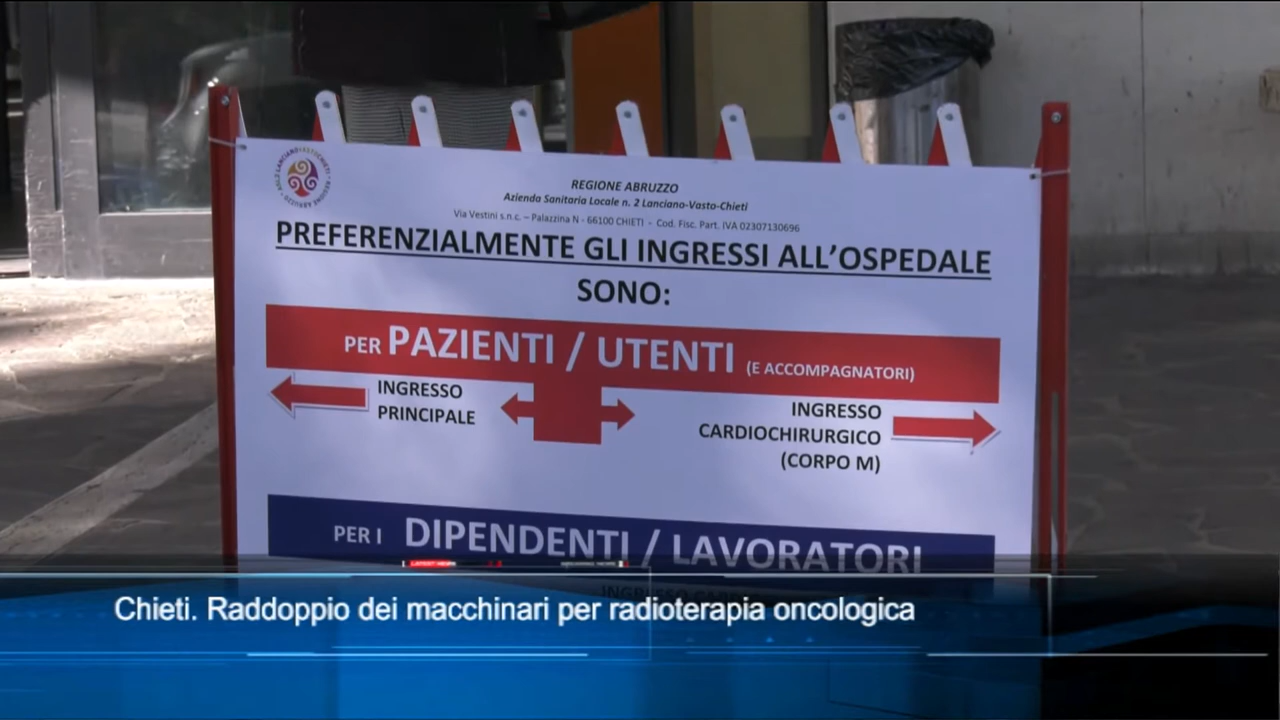 REGIONE ABRUZZO
Azienda Sanitaria Locale n. 2 Lanciano-Vasto-Chieti
Via Vestini s.n.c. – Palazzina N - 66100 CHIETI - Cod. Fisc. Part. IVA 02307130696
PREFERENZIALMENTE GLI INGRESSI ALL'OSPEDALE
SONO:
PER PAZIENTI / UTENTI (E ACCOMPAGNATORI)
INGRESSO
PRINCIPALE
INGRESSO
CARDIOCHIRURGICO
(CORPO M)
PER I DIPENDENTI / LAVORATORI
Chieti. Raddoppio dei macchinari per radioterapia oncologica